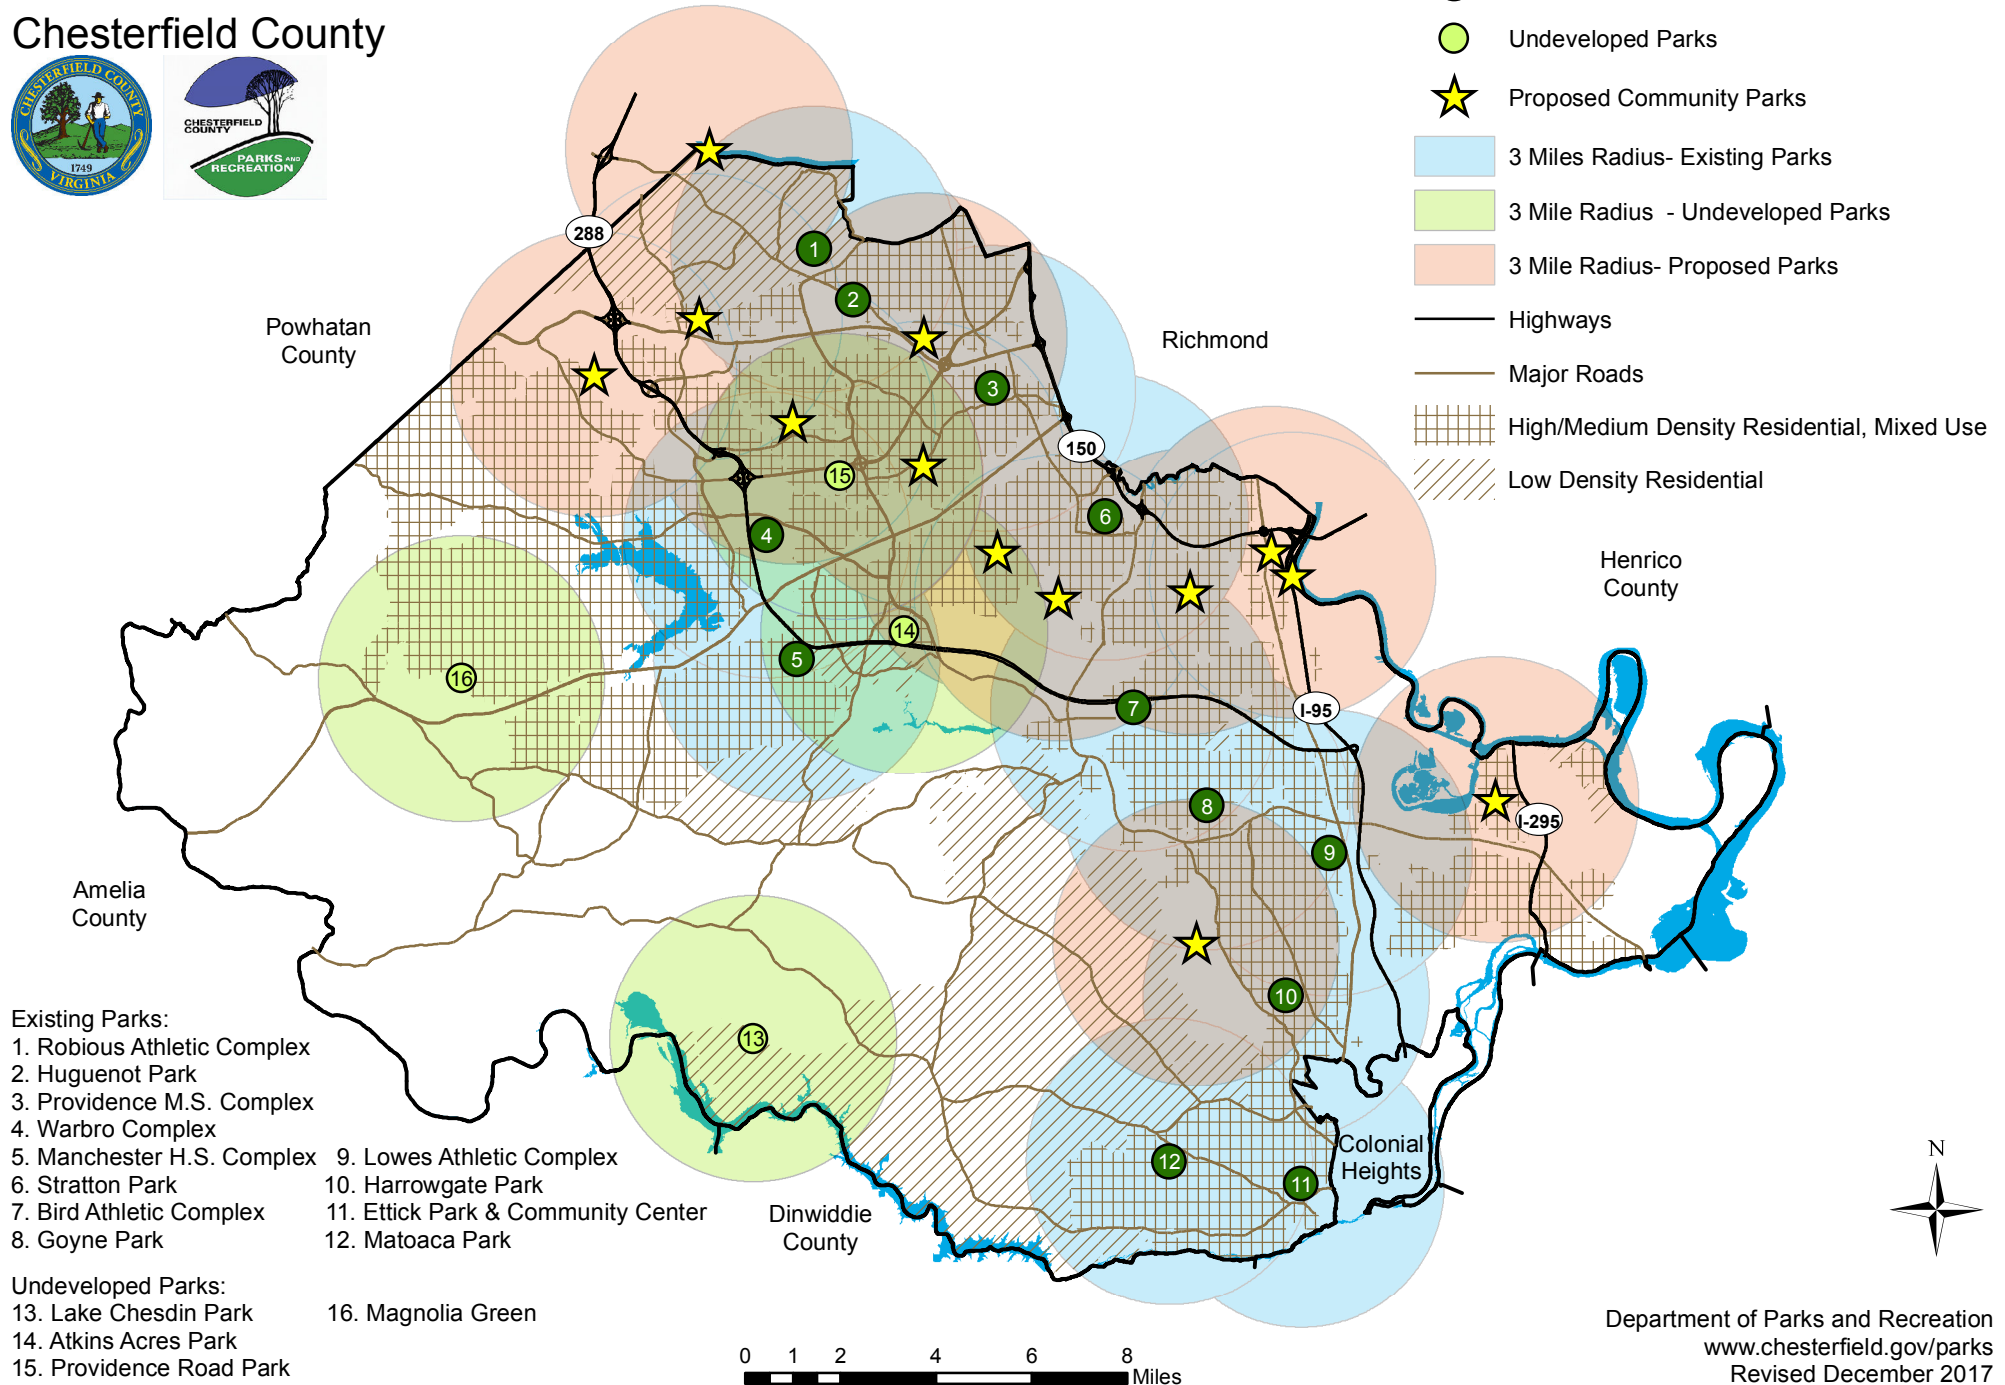 Chesterfield County
CHESTERFIELD COUNTY
1749
VIRGINIA
CHESTERFIELD
COUNTY
PARKS AND
RECREATION
Undeveloped Parks
Proposed Community Parks
3 Miles Radius- Existing Parks
3 Mile Radius - Undeveloped Parks
3 Mile Radius- Proposed Parks
Highways
Major Roads
High/Medium Density Residential, Mixed Use
Low Density Residential
288
1
2
Powhatan
County
Richmond
3
150
15
6
4
Henrico
County
14
5
16
7
I-95
8
I-295
9
Amelia
County
10
13
Colonial
Heights
12
11
Dinwiddie
County
Existing Parks:
1. Robious Athletic Complex
2. Huguenot Park
3. Providence M.S. Complex
4. Warbro Complex
5. Manchester H.S. Complex
6. Stratton Park
7. Bird Athletic Complex
8. Goyne Park
9. Lowes Athletic Complex
10. Harrowgate Park
11. Ettick Park & Community Center
12. Matoaca Park
Undeveloped Parks:
13. Lake Chesdin Park
14. Atkins Acres Park
15. Providence Road Park
16. Magnolia Green
0 1 2 4 6 8
Miles
N
Department of Parks and Recreation
www.chesterfield.gov/parks
Revised December 2017